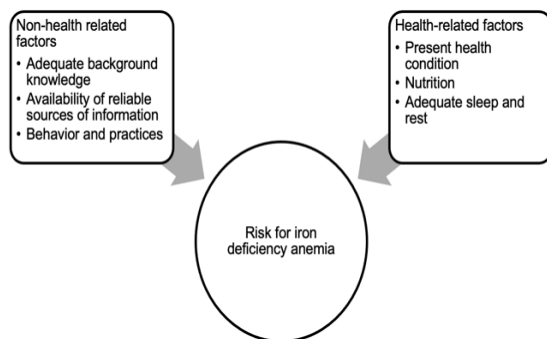 Non-health related
factors
• Adequate background
knowledge
• Availability of reliable
sources of information
• Behavior and practices
Health-related factors
• Present health
condition
• Nutrition
• Adequate sleep and
rest
Risk for iron
deficiency anemia